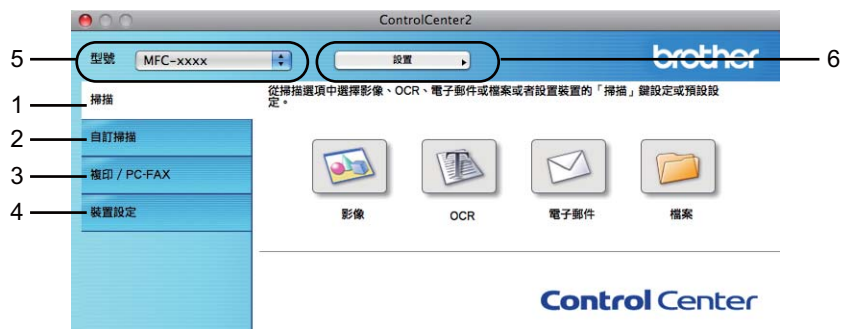 ControlCenter2
5
型號
MFC-xxxx
設置
brother
6
1
掃描
從掃描選項中選擇影像、OCR、電子郵件或檔案或者設置裝置的「掃描」鍵設定或預設設
定。
2
自訂掃描
3
複印 / PC-FAX
4
裝置設定
影像
OCR
電子郵件
檔案
Control Center